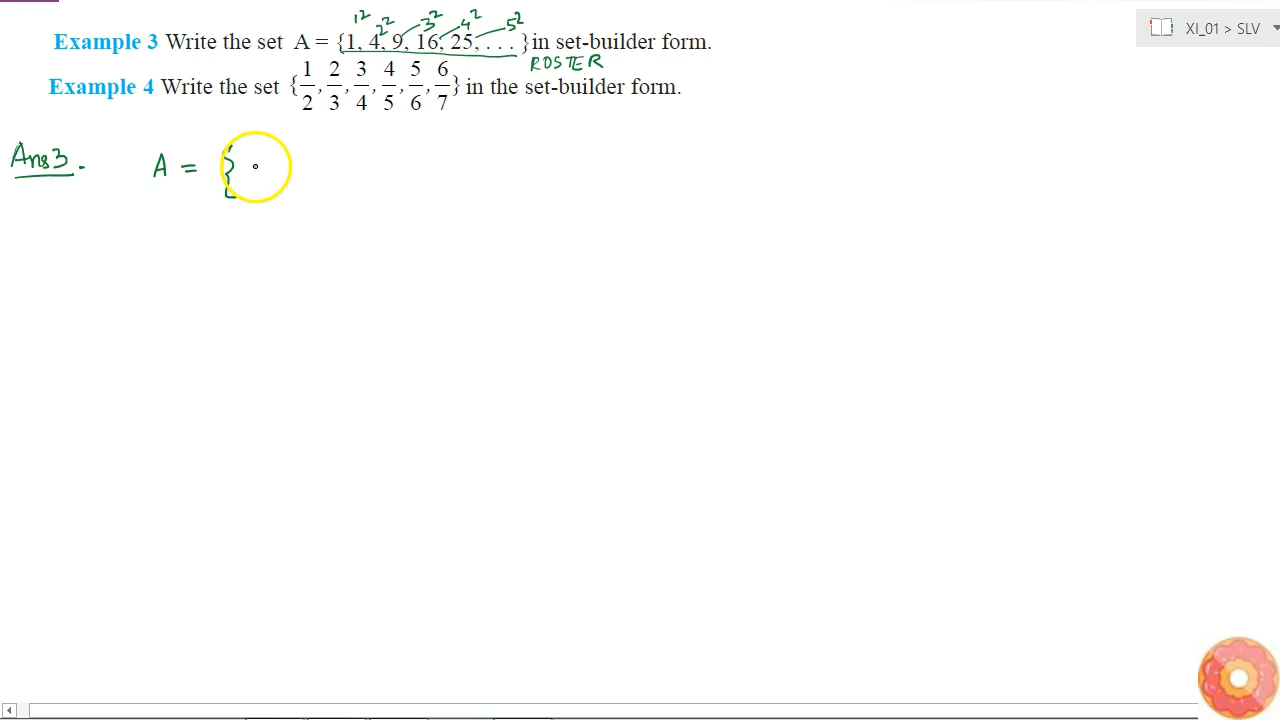 XI_01 > SLV
1² 2² 3² 4² 5²
Example 3 Write the set A = {1, 4, 9, 16, 25, . . . }in set-builder form.
ROSTER
Example 4 Write the set {1/2, 2/3, 3/4, 4/5, 5/6, 6/7} in the set-builder form.
Ans 3. A = {